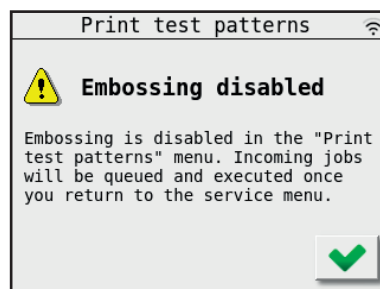 Print test patterns
Embossing disabled
Embossing is disabled in the "Print
test patterns" menu. Incoming jobs
will be queued and executed once
you return to the service menu.